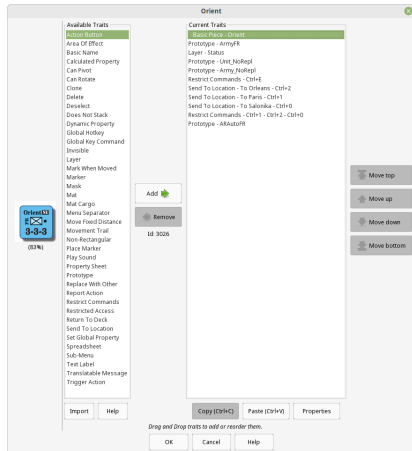 Orient
Available Traits
Action Button
Area Of Effect
Basic Name
Calculated Property
Can Pivot
Can Rotate
Clone
Delete
Deselect
Does Not Stack
Dynamic Property
Global Hotkey
Global Key Command
Invisible
Layer
Mark When Moved
Marker
Mask
Mat
Mat Cargo
Menu Separator
Move Fixed Distance
Movement Trail
Non-Rectangular
Place Marker
Play Sound
Property Sheet
Prototype
Replace With Other
Report Action
Restrict Commands
Restricted Access
Return To Deck
Send To Location
Set Global Property
Spreadsheet
Sub-Menu
Text Label
Translatable Message
Trigger Action
Orient
3-3-3
(83%)
Add
Remove
Id: 3026
Current Traits
Basic Piece - Orient
Prototype - ArmyFR
Layer - Status
Prototype - Unit_NoRepl
Prototype - Army_NoRepl
Restrict Commands - Ctrl+E
Send To Location - To Orleans - Ctrl+2
Send To Location - To Paris - Ctrl+1
Send To Location - To Salonika - Ctrl+0
Restrict Commands - Ctrl+1 - Ctrl+2 - Ctrl+0
Prototype - ARAutoFR
Move top
Move up
Move down
Move bottom
Import
Help
Copy (Ctrl+C)
Paste (Ctrl+V)
Properties
Drag and Drop traits to add or reorder them.
OK
Cancel
Help